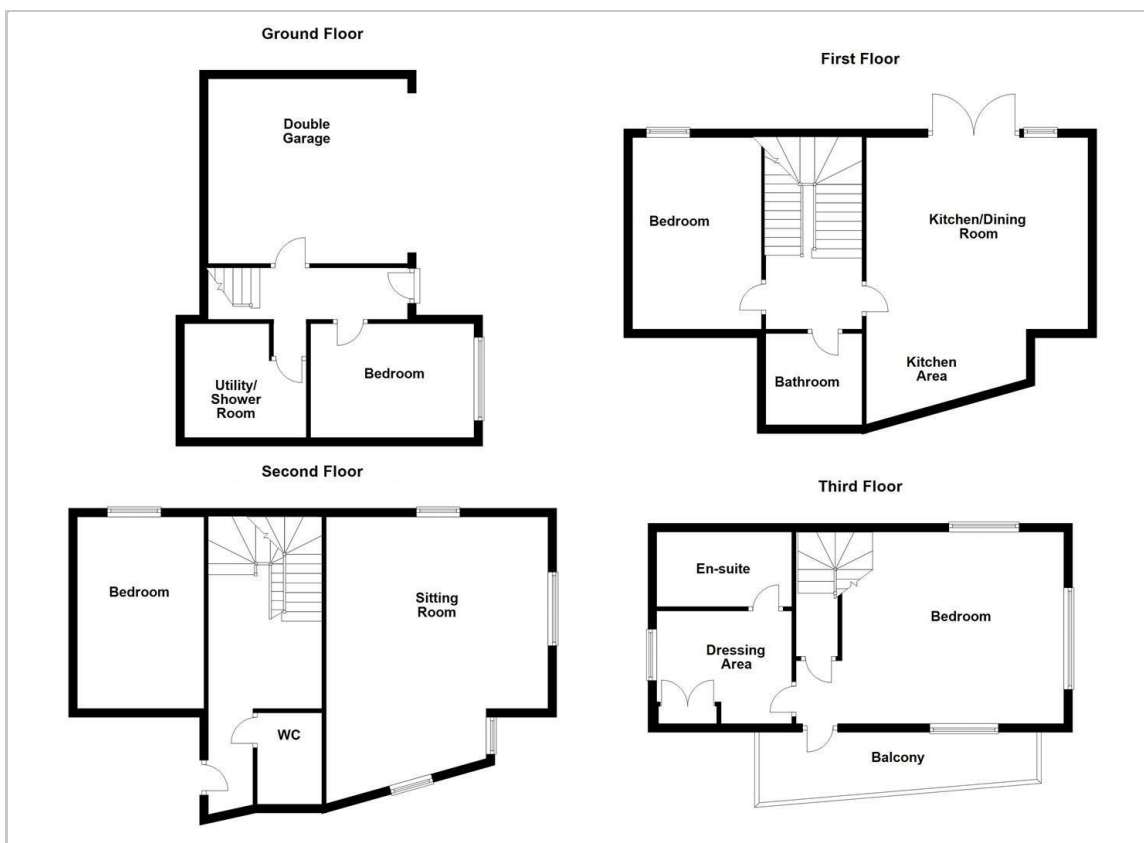 Ground Floor
Double
Garage
Utility/
Shower
Room
Bedroom
First Floor
Bedroom
Kitchen/Dining
Room
Kitchen
Area
Bathroom
Second Floor
Bedroom
Sitting
Room
WC
Third Floor
En-suite
Bedroom
Dressing
Area
Balcony